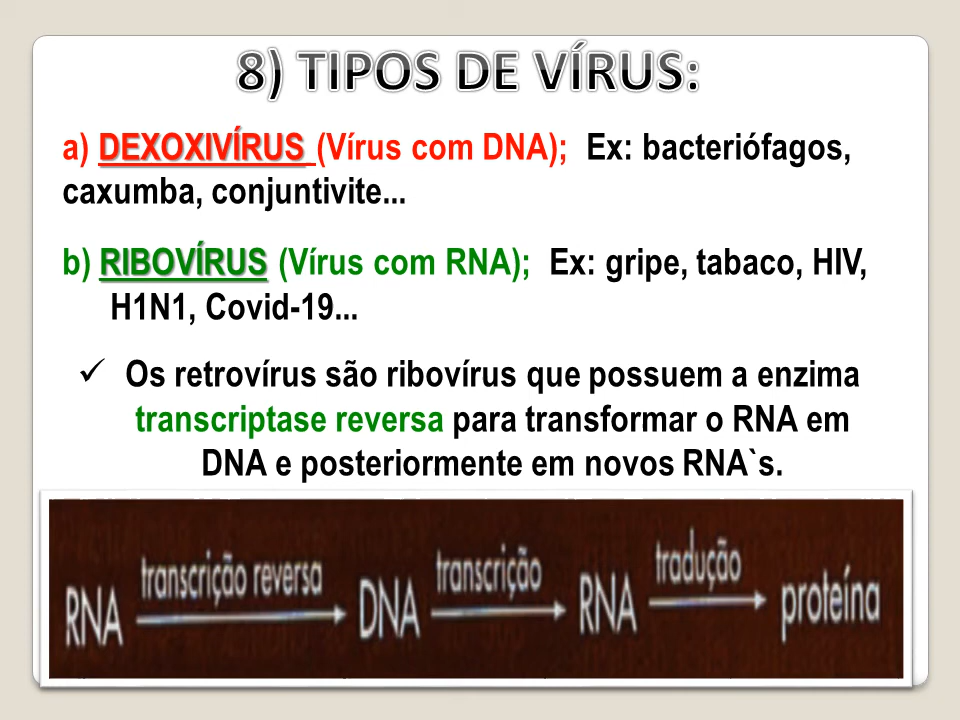 8) TIPOS DE VÍRUS:
a) DEXOXIVÍRUS (Vírus com DNA); Ex: bacteriófagos,
caxumba, conjuntivite...
b) RIBOVÍRUS (Vírus com RNA); Ex: gripe, tabaco, HIV,
H1N1, Covid-19...
✓ Os retrovírus são ribovírus que possuem a enzima
transcriptase reversa para transformar o RNA em
DNA e posteriormente em novos RNA`s.
RNA transcrição reversa DNA transcrição RNA tradução proteína